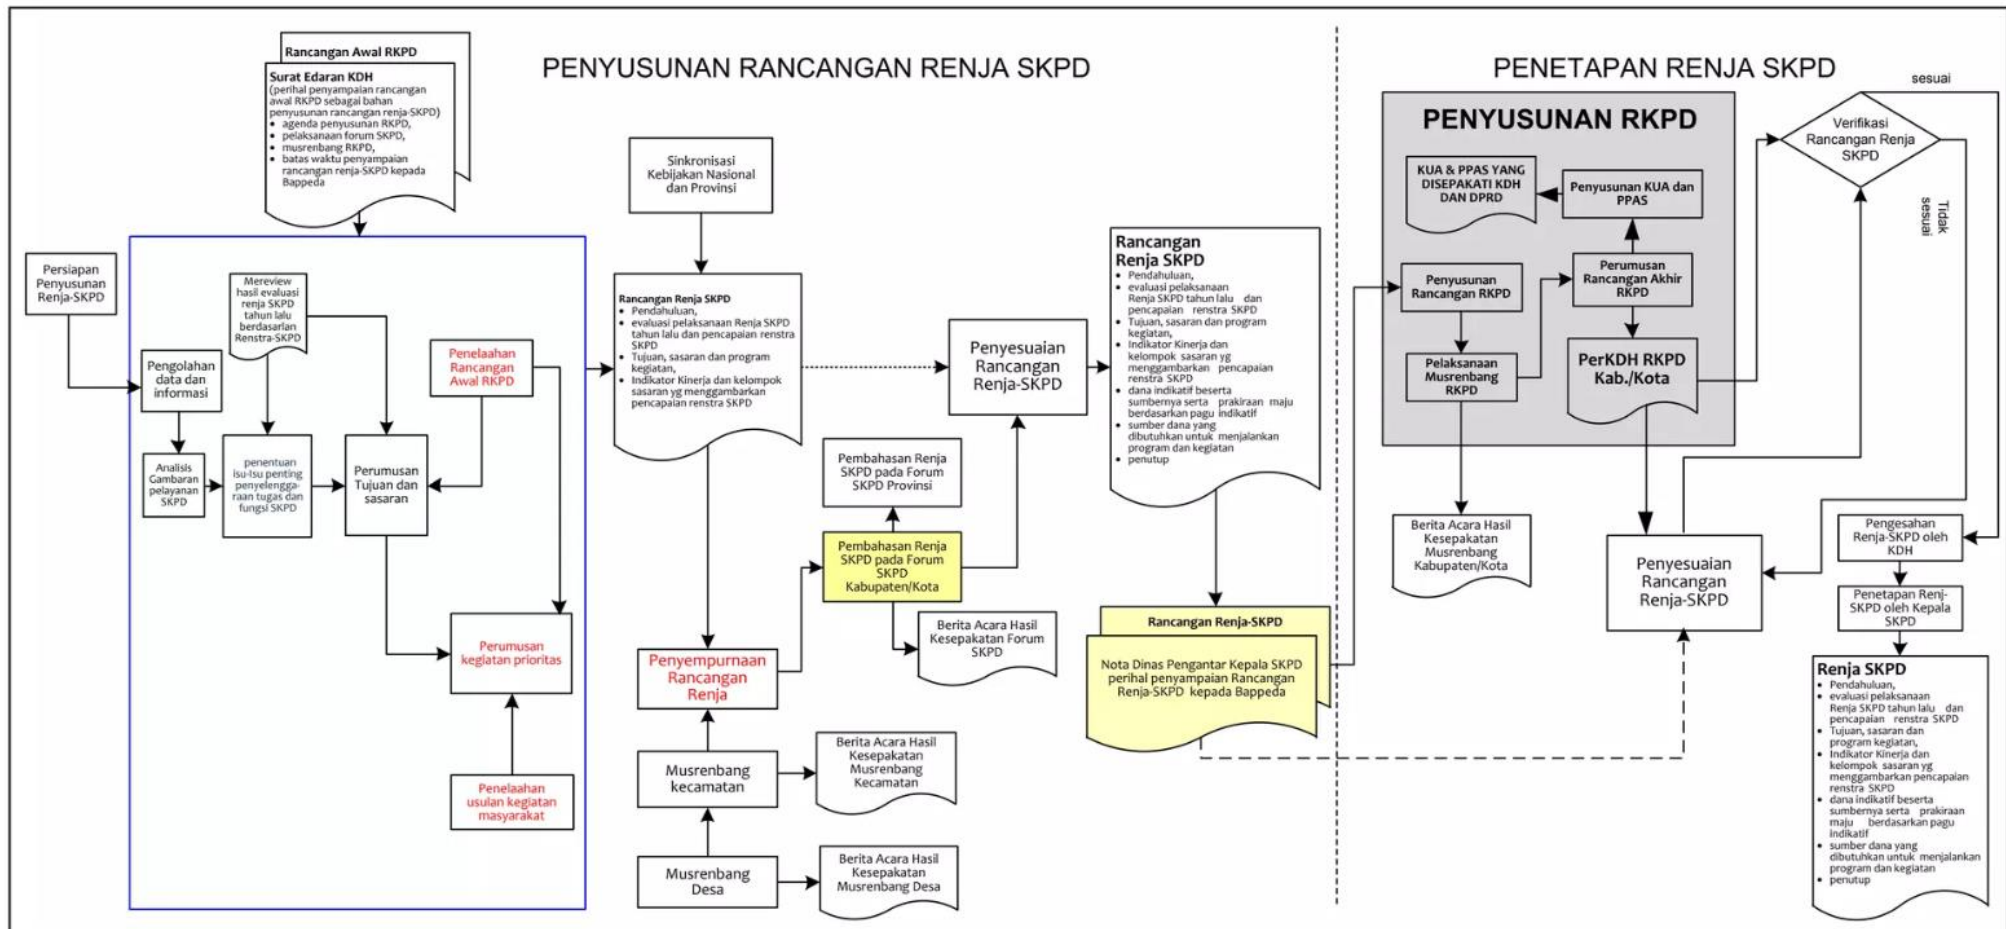 PENYUSUNAN RANCANGAN RENJA SKPD
PENETAPAN RENJA SKPD
Rancangan Awal RKPD
Surat Edaran KDH
(perihal penyampaian rancangan
awal RKPD sebagai bahan
penyusunan rancangan renja-SKPD)
• agenda penyusunan RKPD,
• pelaksanaan forum SKPD,
• musrenbang RKPD,
• batas waktu penyampaian
rancangan renja-SKPD kepada
Bappeda
Persiapan
Penyusunan
Renja-SKPD
Mereview
hasil evaluasi
renja SKPD
tahun lalu
berdasarlan
Renstra-SKPD
Pengolahan
data dan
informasi
Penelaahan
Rancangan
Awal RKPD
Analisis
Gambaran
pelayanan
SKPD
penentuan
isu-Isu penting
penyelengga-
raan tugas dan
fungsi SKPD
Perumusan
Tujuan dan
sasaran
Perumusan
kegiatan prioritas
Penelaahan
usulan kegiatan
masyarakat
Sinkronisasi
Kebijakan Nasional
dan Provinsi
Rancangan Renja SKPD
• Pendahuluan,
• evaluasi pelaksanaan Renja SKPD
tahun lalu dan pencapaian renstra
SKPD
• Tujuan, sasaran dan program
kegiatan,
• Indikator Kinerja dan kelompok
sasaran yg menggambarkan
pencapaian renstra SKPD
Penyesuaian
Rancangan
Renja-SKPD
Pembahasan Renja
SKPD pada Forum
SKPD Provinsi
Pembahasan Renja
SKPD pada Forum
SKPD
Kabupaten/Kota
Berita Acara Hasil
Kesepakatan Forum
SKPD
Penyempurnaan
Rancangan
Renja
Musrenbang
kecamatan
Berita Acara Hasil
Kesepakatan
Musrenbang
Kecamatan
Musrenbang
Desa
Berita Acara Hasil
Kesepakatan
Musrenbang Desa
Rancangan
Renja SKPD
• Pendahuluan,
• evaluasi pelaksanaan
Renja SKPD tahun lalu dan
pencapaian renstra SKPD
• Tujuan, sasaran dan program
kegiatan,
• Indikator Kinerja dan
kelompok sasaran yg
menggambarkan pencapaian
renstra SKPD
• dana indikatif beserta
sumbernya serta prakiraan maju
berdasarkan pagu indikatif
• sumber dana yang
dibutuhkan untuk menjalankan
program dan kegiatan
• penutup
Rancangan Renja-SKPD
Nota Dinas Pengantar Kepala SKPD
perihal penyampaian Rancangan
Renja-SKPD kepada Bappeda
PENYUSUNAN RKPD
KUA & PPAS YANG
DISEPAKATI KDH
DAN DPRD
Penyusunan KUA dan
PPAS
Penyusunan
Rancangan RKPD
Perumusan
Rancangan Akhir
RKPD
Pelaksanaan
Musrenbang
RKPD
PerKDH RKPD
Kab./Kota
Berita Acara Hasil
Kesepakatan
Musrenbang
Kabupaten/Kota
Penyesuaian
Rancangan
Renja-SKPD
Verifikasi
Rancangan Renja
SKPD
sesuai
Tidak
sesuai
Pengesahan
Renja-SKPD oleh
KDH
Penetapan Renj-
SKPD oleh Kepala
SKPD
Renja SKPD
• Pendahuluan,
• evaluasi pelaksanaan
Renja SKPD tahun lalu dan
pencapaian renstra SKPD
• Tujuan, sasaran dan
program kegiatan,
• Indikator Kinerja dan
kelompok sasaran yg
menggambarkan pencapaian
renstra SKPD
• dana indikatif beserta
sumbernya serta prakiraan
maju berdasarkan pagu
indikatif
• sumber dana yang
dibutuhkan untuk menjalankan
program dan kegiatan
• penutup